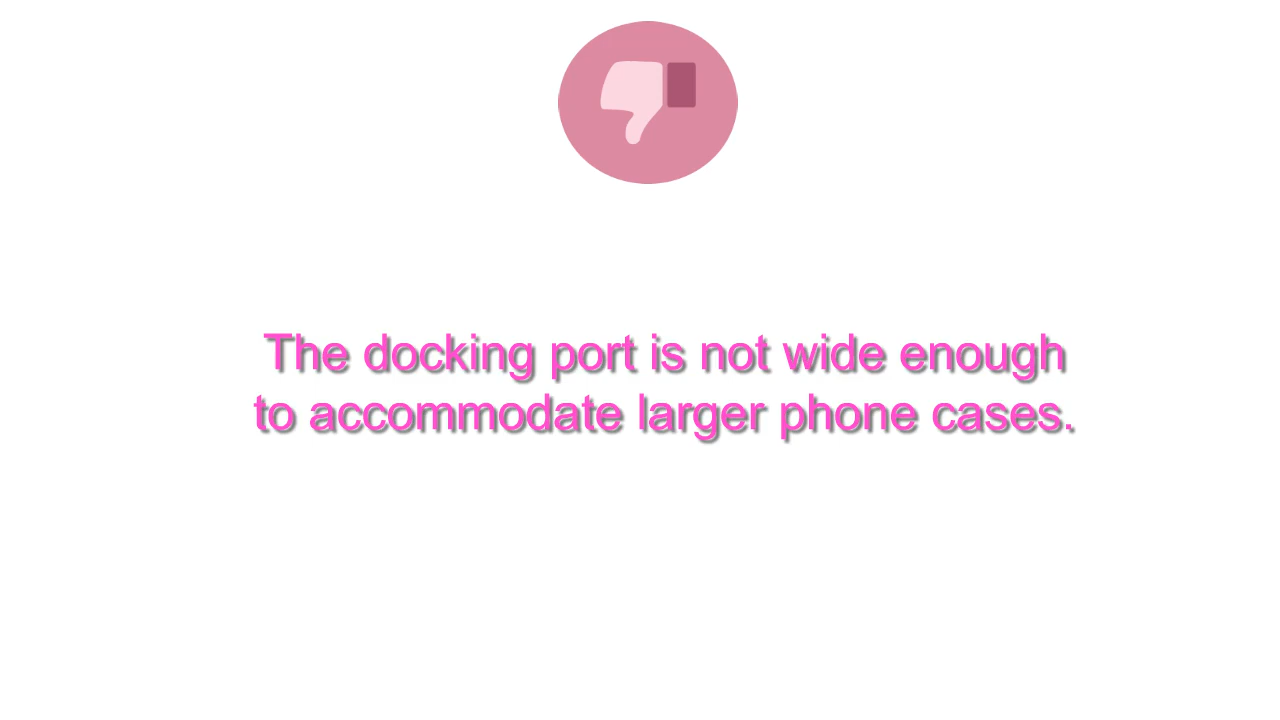 The docking port is not wide enough
to accommodate larger phone cases.